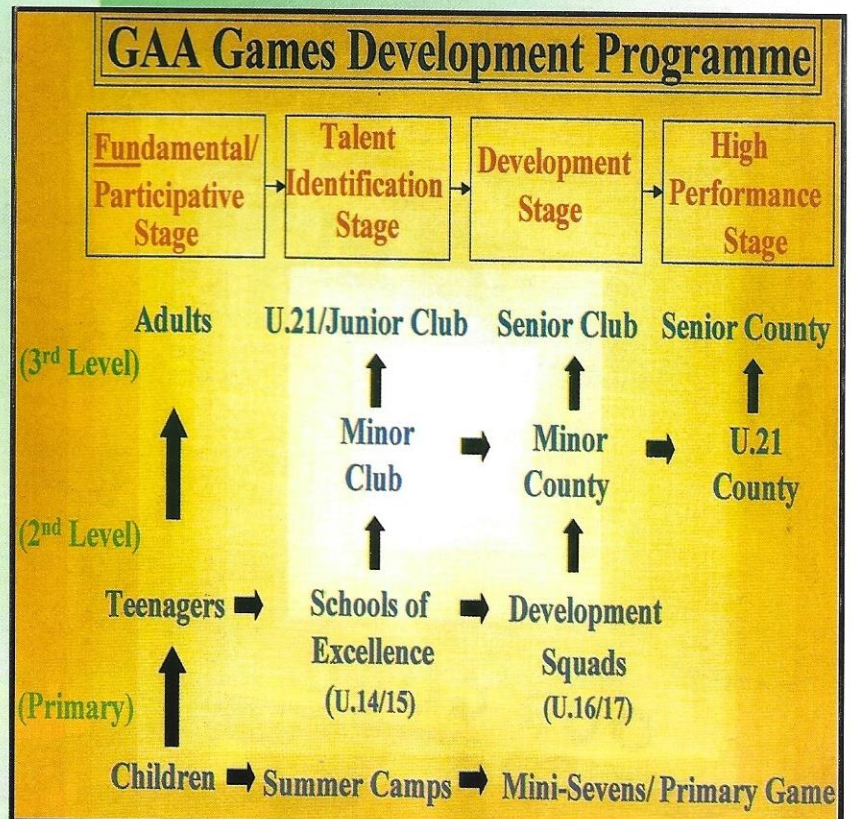 GAA Games Development Programme
Fundamental/
Participative
Stage
Talent
Identification
Stage
Development
Stage
High
Performance
Stage
Adults
U.21/Junior Club
Senior Club
Senior County
(3rd Level)
Minor
Club
Minor
County
U.21
County
(2nd Level)
Teenagers
Schools of
Excellence
(U.14/15)
Development
Squads
(U.16/17)
(Primary)
Children
Summer Camps
Mini-Sevens/ Primary Game